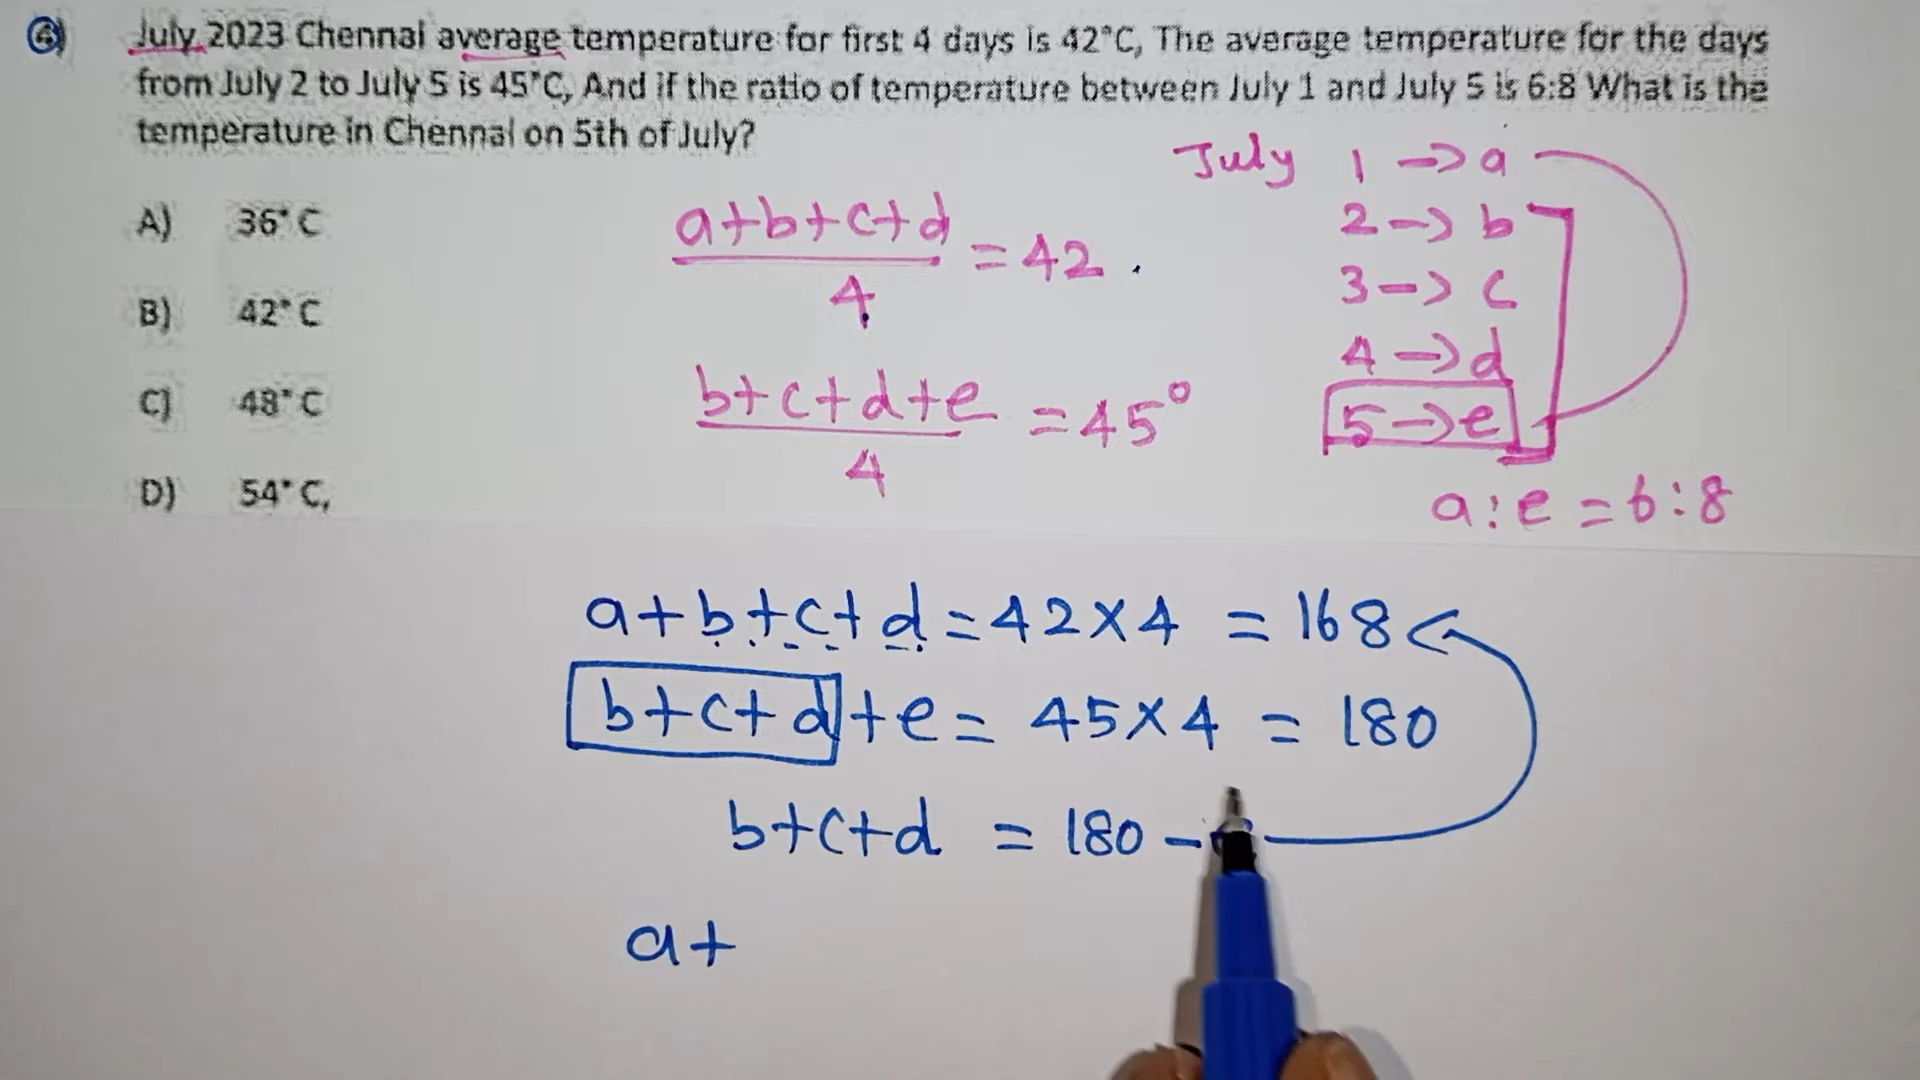 6) July 2023 Chennai average temperature for first 4 days is 42°C, The average temperature for the days
from July 2 to July 5 is 45°C, And if the ratio of temperature between July 1 and July 5 is 6:8 What is the
temperature in Chennai on 5th of July?
A) 36°C
B) 42°C
C) 48°C
D) 54°C,
a+b+c+d
4
=42
b+c+d+e
4
=45°
July 1 -> a
2 -> b
3 -> c
4 -> d
5 -> e
a:e = 6:8
a+b+c+d = 42×4 = 168
b+c+d+e = 45×4 = 180
b+c+d = 180 -
a+